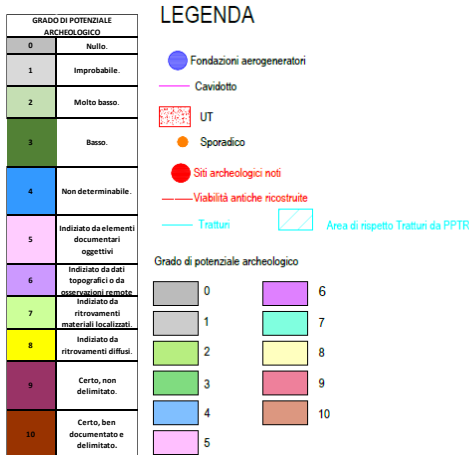 GRADO DI POTENZIALE
ARCHEOLOGICO
0 Nullo.
1 Improbabile.
2 Molto basso.
3 Basso.
4 Non determinabile.
5 Indiziato da elementi
documentari
oggettivi
6 Indiziato da dati
topografici o da
osservazioni remote
7 Indiziato da
ritrovamenti
materiali localizzati.
8 Indiziato da
ritrovamenti diffusi.
9 Certo, non
delimitato.
10 Certo, ben
documentato e
delimitato.
LEGENDA
Fondazioni aerogeneratori
Cavidotto
UT
Sporadico
Siti archeologici noti
Viabilità antiche ricostruite
Tratturi Area di rispetto Tratturi da PPTR
Grado di potenziale archeologico
0 6
1 7
2 8
3 9
4 10
5